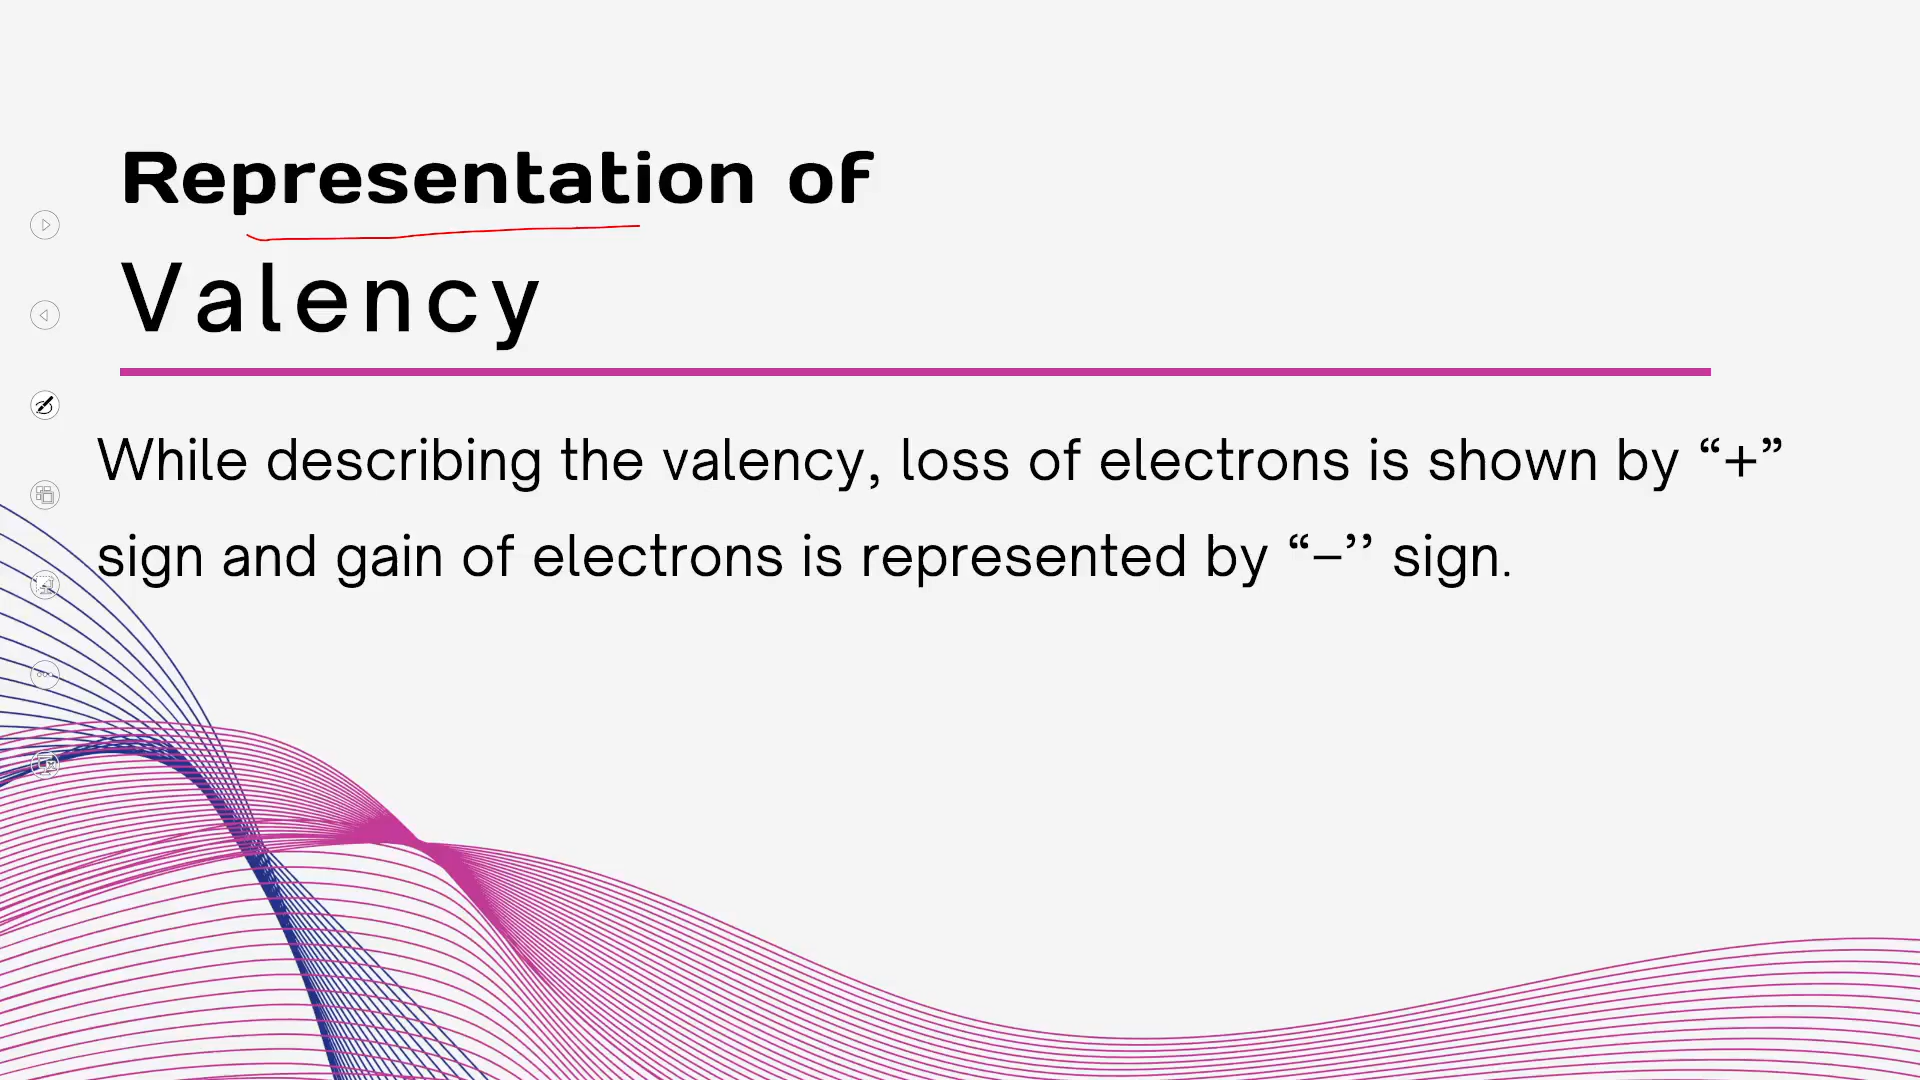 Representation of
Valency
While describing the valency, loss of electrons is shown by “+”
sign and gain of electrons is represented by “–’’ sign.